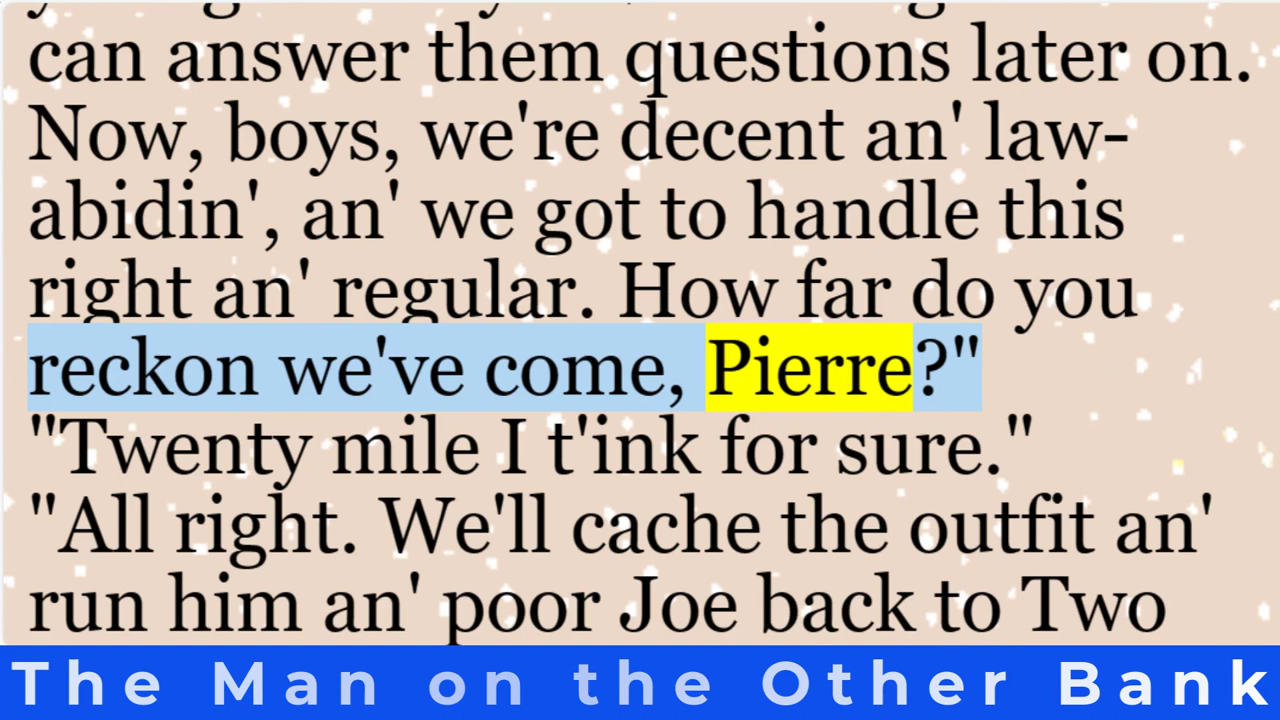 can answer them questions later on.
Now, boys, we're decent an' law-
abidin', an' we got to handle this
right an' regular. How far do you
reckon we've come, Pierre?"
"Twenty mile I t'ink for sure."
"All right. We'll cache the outfit an'
run him an' poor Joe back to Two
The Man on the Other Bank